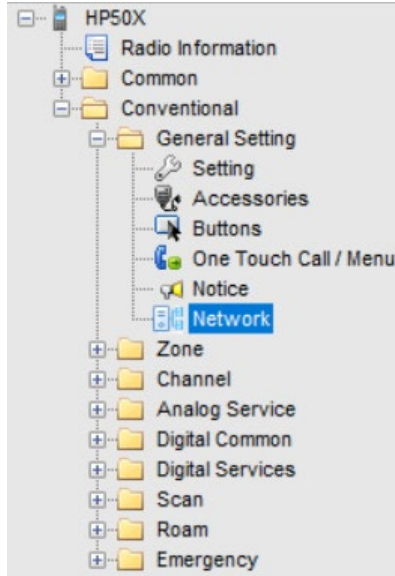 HP50X
Radio Information
Common
Conventional
General Setting
Setting
Accessories
Buttons
One Touch Call / Menu
Notice
Network
Zone
Channel
Analog Service
Digital Common
Digital Services
Scan
Roam
Emergency